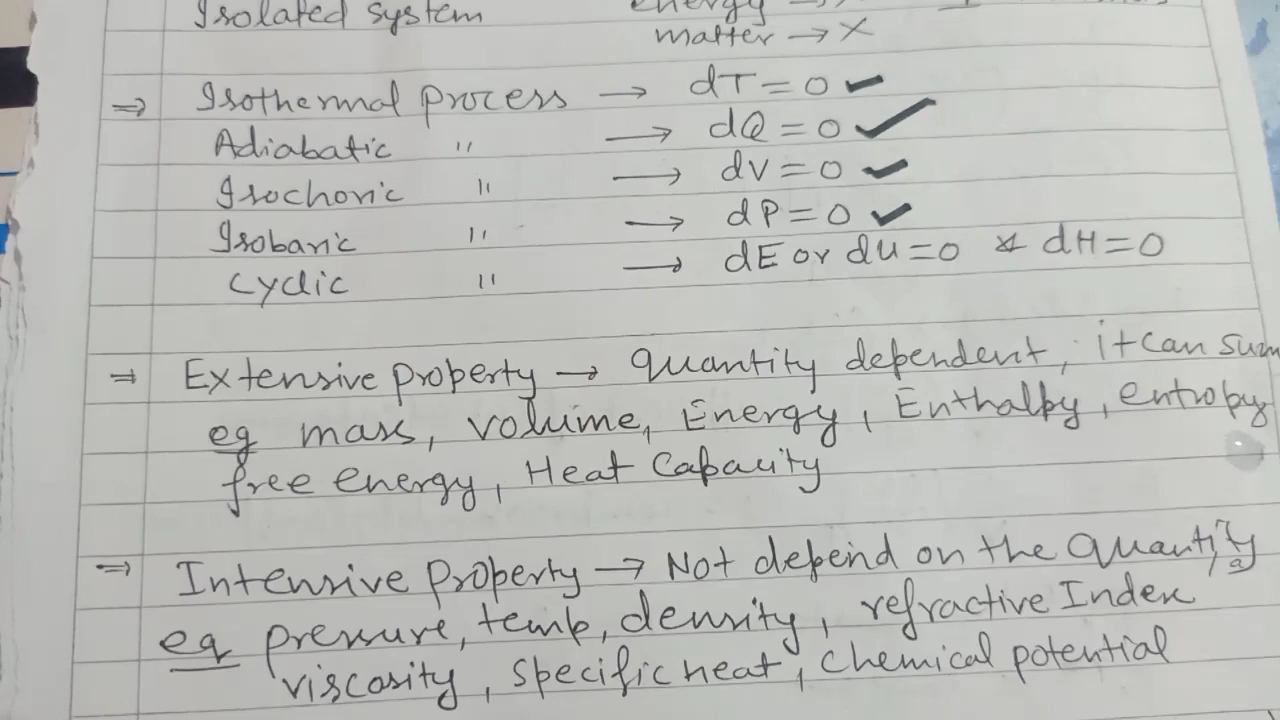 Isolated system energy →
matter → ×
⇒ Isothermal process → dT = 0 ✓
Adiabatic " → dQ = 0 ✓
Isochoric " → dV = 0 ✓
Isobaric " → dP = 0 ✓
Cyclic " → dE or dU = 0 & dH = 0
⇒ Extensive property → quantity dependent, it can sum
eg mass, volume, Energy, Enthalpy, entropy
free energy, Heat Capacity
⇒ Intensive property → Not depend on the quantity
eg pressure, temp, density, refractive Index
viscosity, specific heat, chemical potential